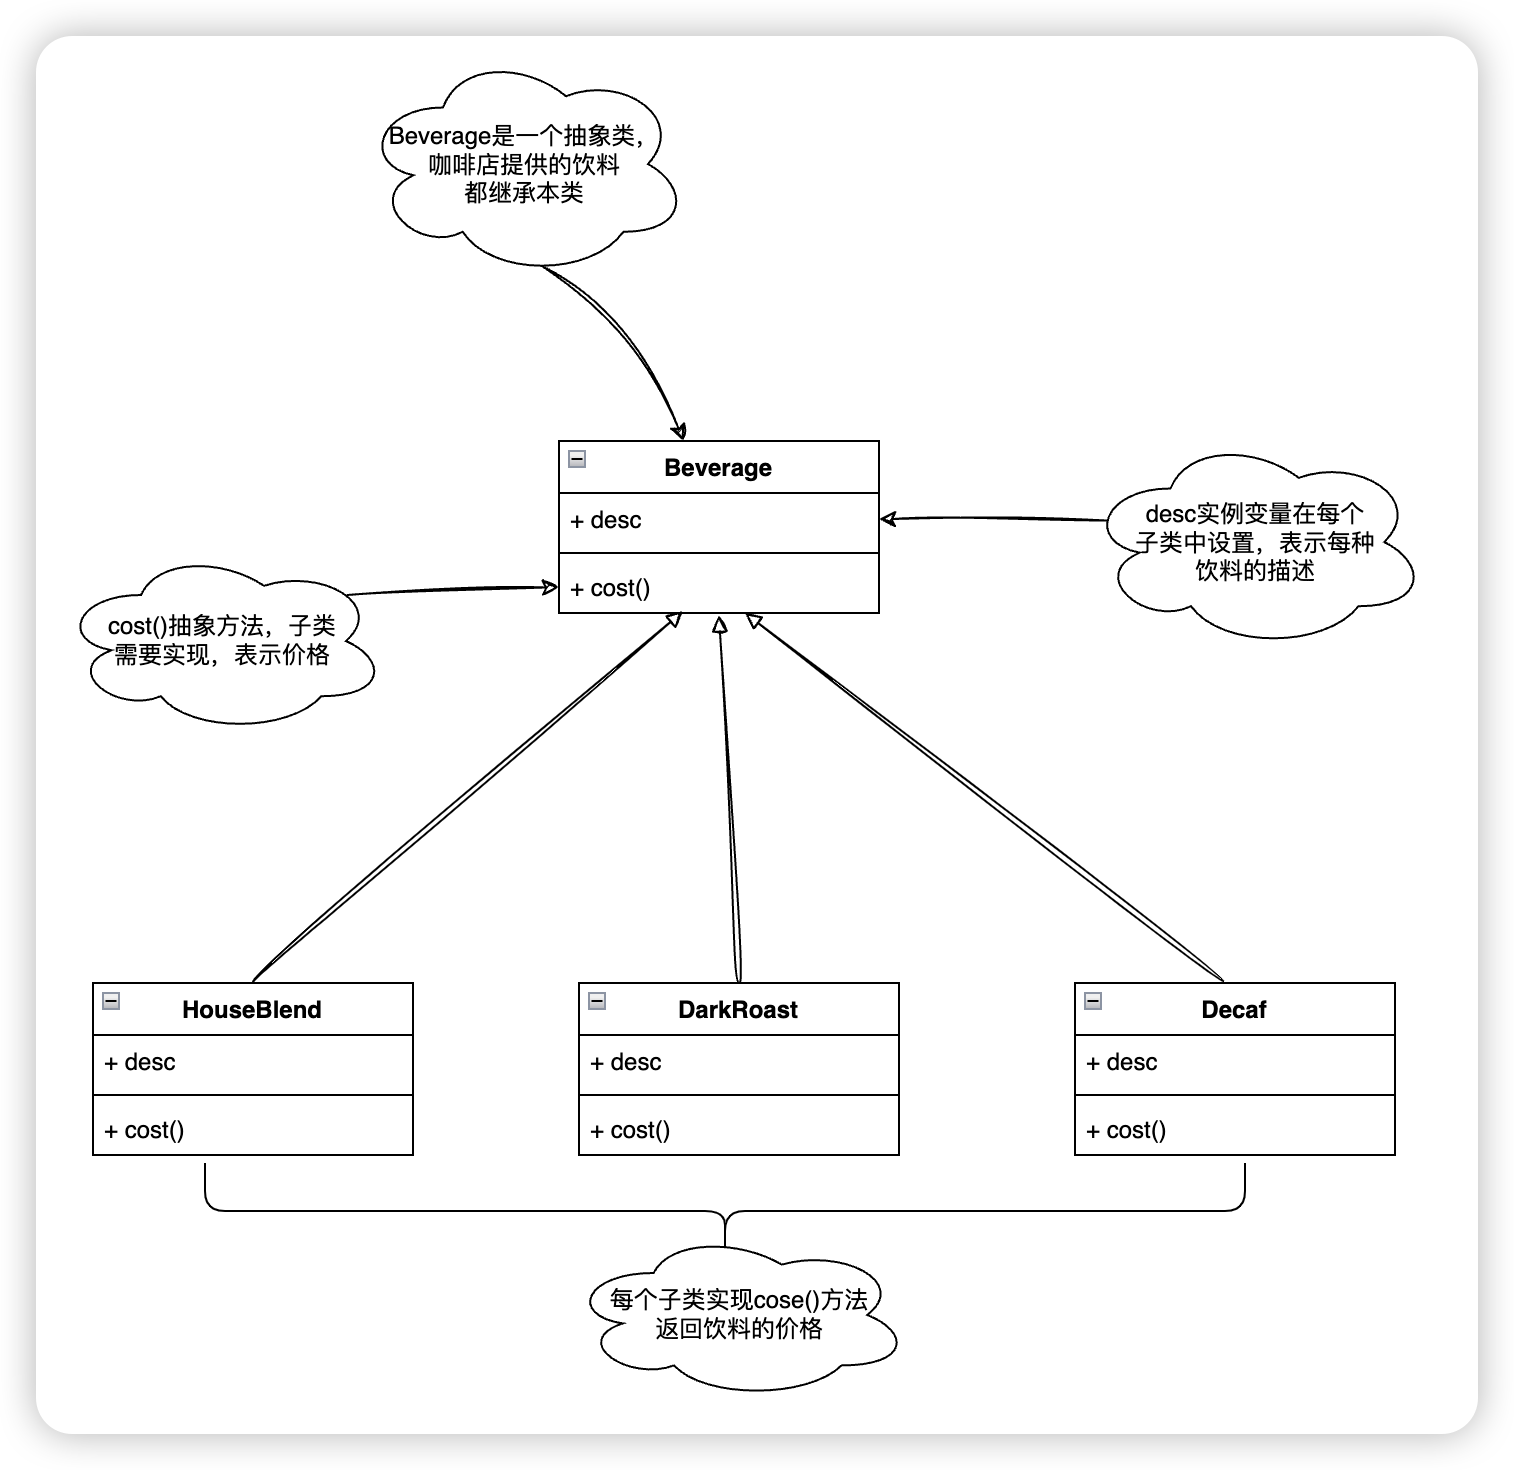 Beverage是一个抽象类，
咖啡店提供的饮料
都继承本类
Beverage
+ desc
+ cost()
desc实例变量在每个
子类中设置，表示每种
饮料的描述
cost()抽象方法，子类
需要实现，表示价格
HouseBlend
+ desc
+ cost()
DarkRoast
+ desc
+ cost()
Decaf
+ desc
+ cost()
每个子类实现cose()方法
返回饮料的价格